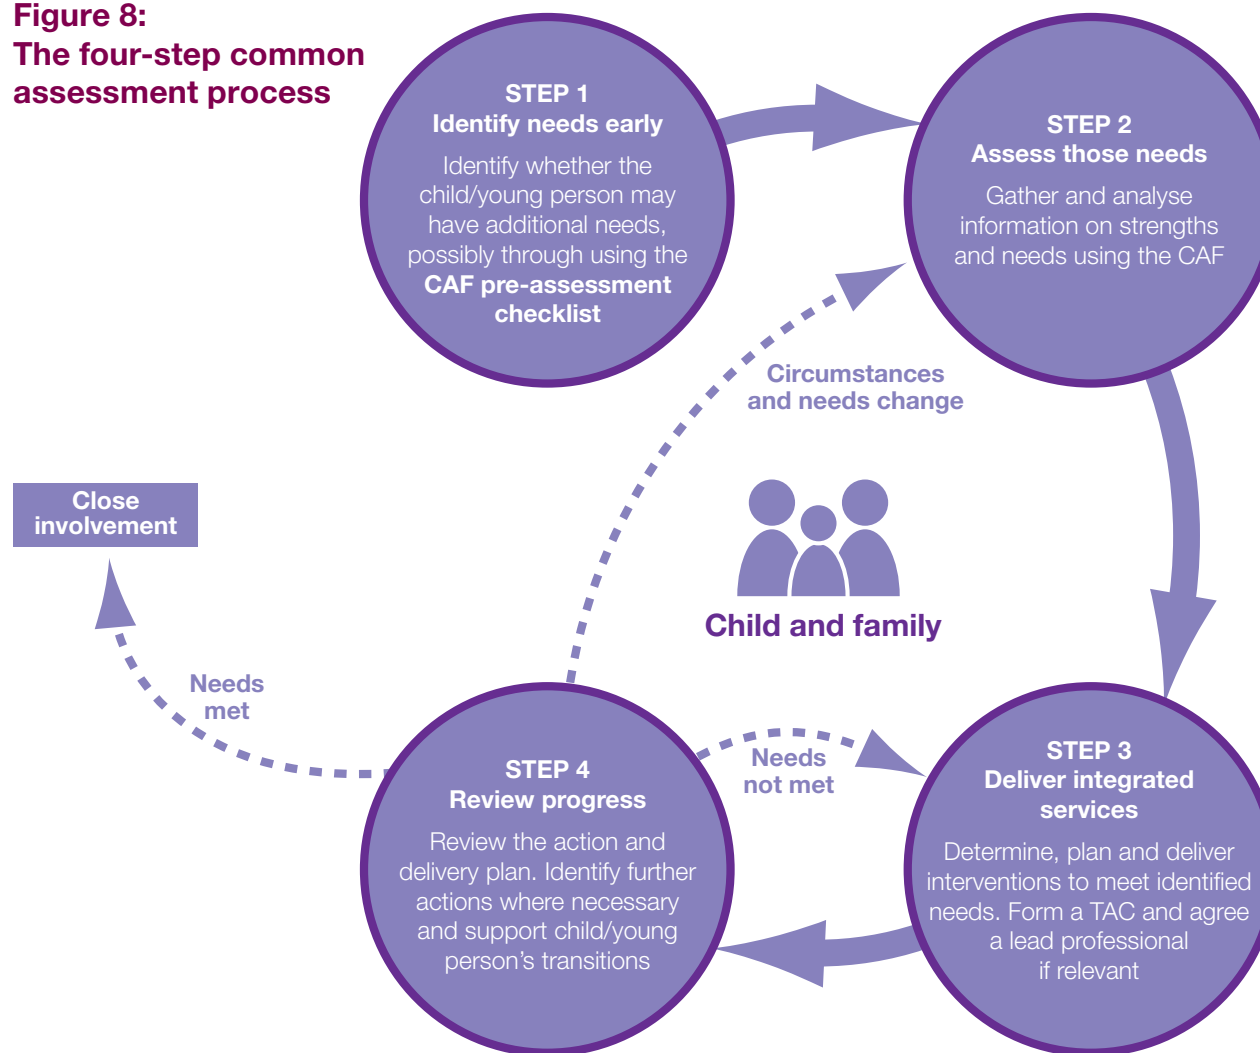 Figure 8:
The four-step common
assessment process
STEP 1
Identify needs early
Identify whether the
child/young person may
have additional needs,
possibly through using the
CAF pre-assessment
checklist
STEP 2
Assess those needs
Gather and analyse
information on strengths
and needs using the CAF
Circumstances
and needs change
Close
involvement
Child and family
Needs
met
Needs
not met
STEP 3
Deliver integrated
services
Determine, plan and deliver
interventions to meet identified
needs. Form a TAC and agree
a lead professional
if relevant
STEP 4
Review progress
Review the action and
delivery plan. Identify further
actions where necessary
and support child/young
person’s transitions